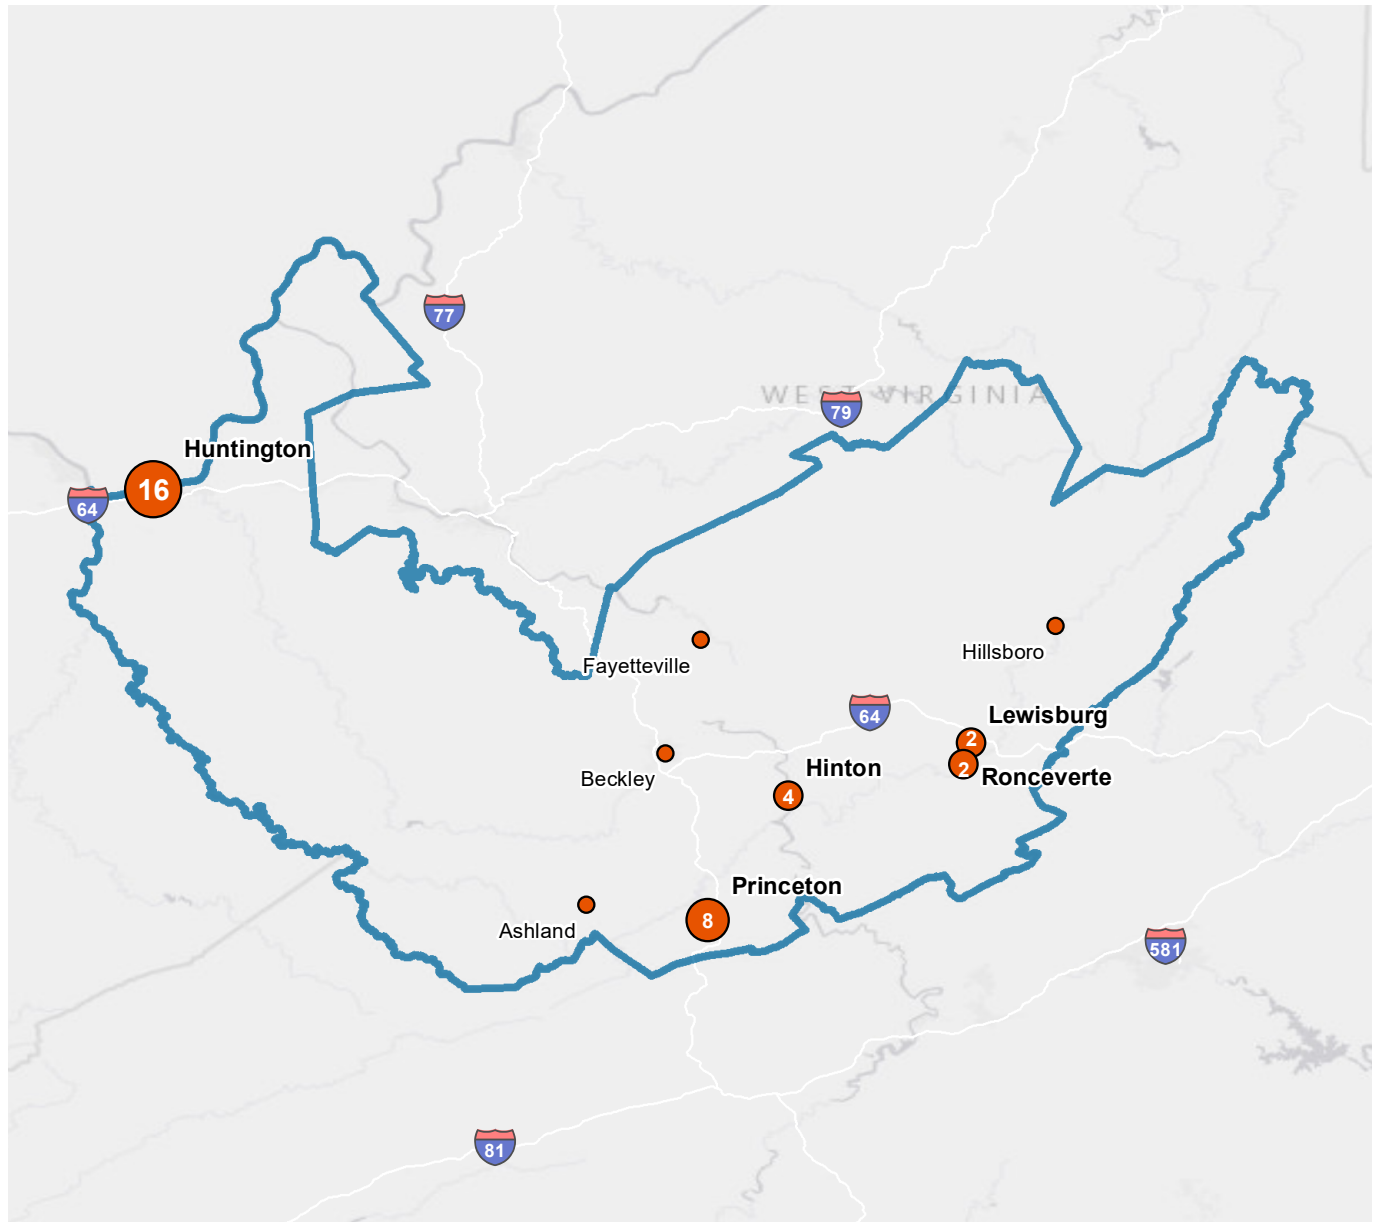 77
WEST VIRGINIA
79
Huntington
16
64
Hillsboro
Fayetteville
64
Lewisburg
2
Beckley
Hinton
2
Ronceverte
4
Princeton
Ashland
8
581
81